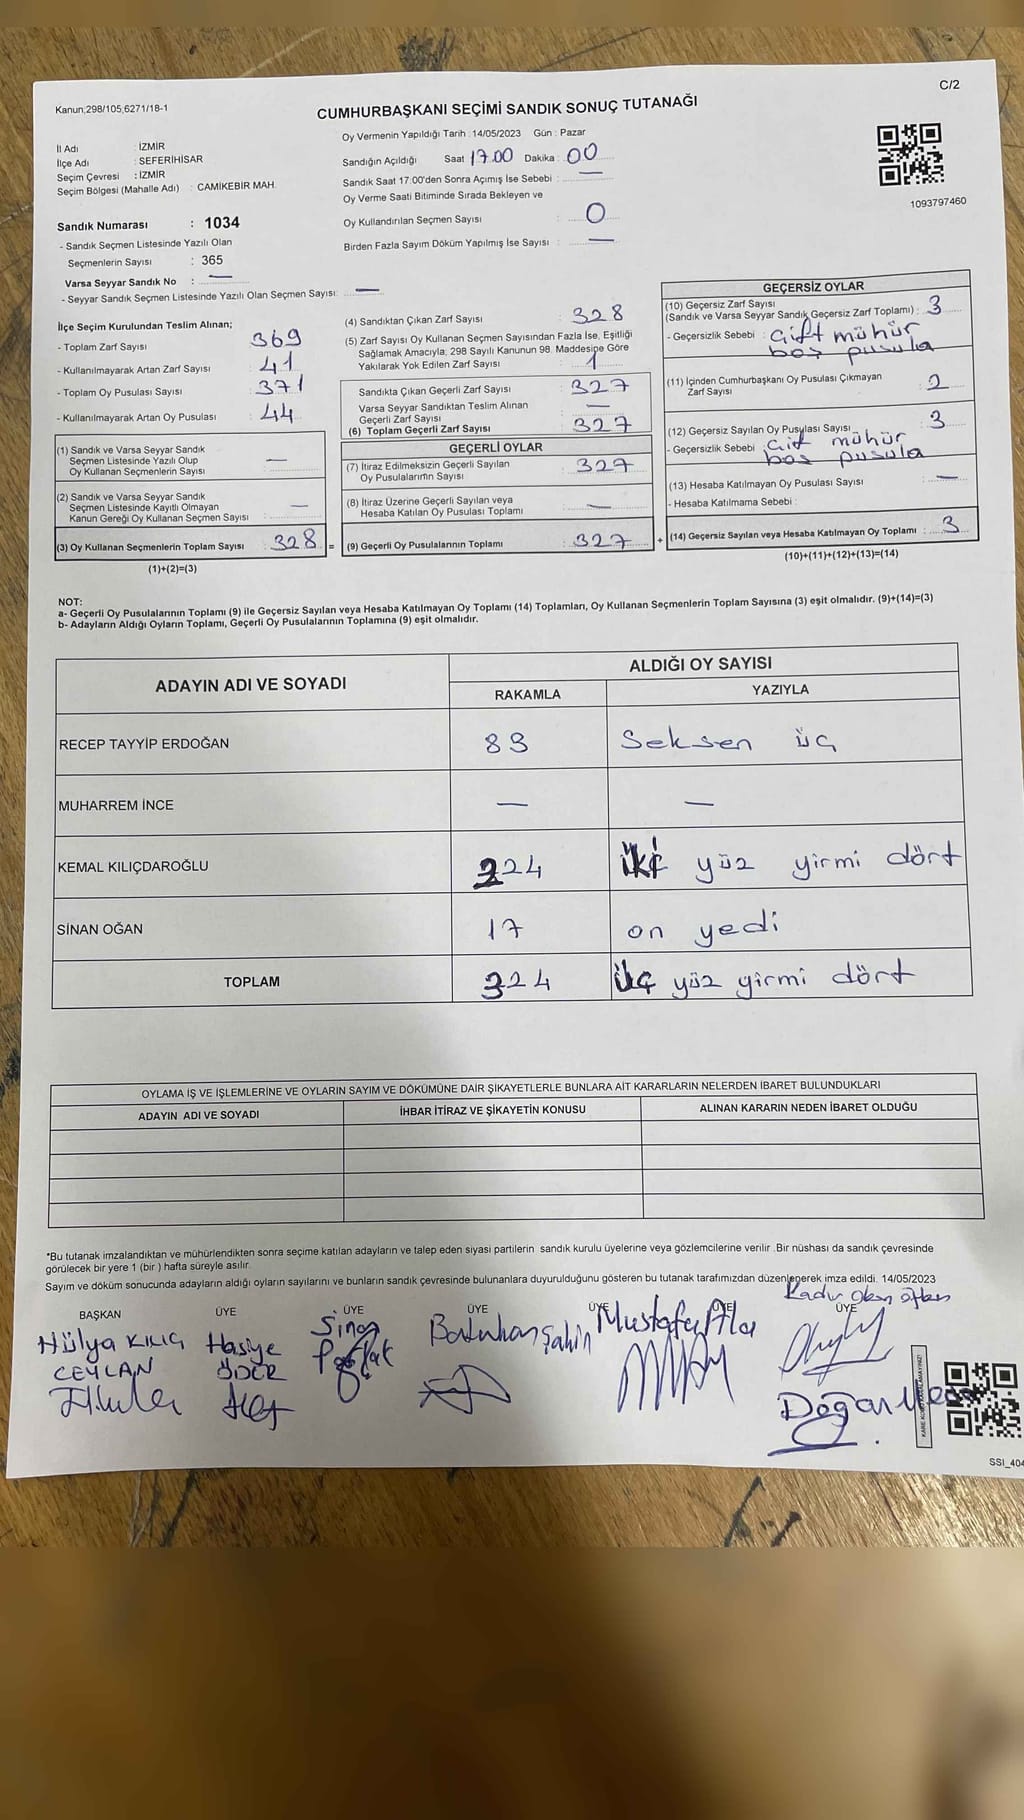 C/2
Kanun;298/105;6271/18-1
CUMHURBAŞKANI SEÇİMİ SANDIK SONUÇ TUTANAĞI
Oy Vermenin Yapıldığı Tarih : 14/05/2023 Gün : Pazar
İl Adı : İZMİR
İlçe Adı : SEFERİHİSAR
Seçim Çevresi : İZMİR
Seçim Bölgesi (Mahalle Adı) : CAMİKEBİR MAH.
Sandığın Açıldığı Saat 17.00 Dakika : 00
Sandık Saat 17:00'den Sonra Açımış İse Sebebi : —
Oy Verme Saati Bitiminde Sırada Bekleyen ve
Oy Kullandırılan Seçmen Sayısı : 0
Birden Fazla Sayım Döküm Yapılmış İse Sayısı : —
1093797460
Sandık Numarası : 1034
- Sandık Seçmen Listesinde Yazılı Olan
Seçmenlerin Sayısı : 365
Varsa Seyyar Sandık No : —
- Seyyar Sandık Seçmen Listesinde Yazılı Olan Seçmen Sayısı: —
İlçe Seçim Kurulundan Teslim Alınan;
- Toplam Zarf Sayısı : 369
- Kullanılmayarak Artan Zarf Sayısı : 41
- Toplam Oy Pusulası Sayısı : 371
- Kullanılmayarak Artan Oy Pusulası : 44
(1) Sandık ve Varsa Seyyar Sandık
Seçmen Listesinde Yazılı Olup
Oy Kullanan Seçmenlerin Sayısı : —
(2) Sandık ve Varsa Seyyar Sandık
Seçmen Listesinde Kayıtlı Olmayan
Kanun Gereği Oy Kullanan Seçmen Sayısı : —
(3) Oy Kullanan Seçmenlerin Toplam Sayısı : 328 =
(1)+(2)=(3)
(4) Sandıktan Çıkan Zarf Sayısı : 328
(5) Zarf Sayısı Oy Kullanan Seçmen Sayısından Fazla İse, Eşitliği
Sağlamak Amacıyla; 298 Sayılı Kanunun 98. Maddesine Göre
Yakılarak Yok Edilen Zarf Sayısı : 1
Sandıkta Çıkan Geçerli Zarf Sayısı : 327
Varsa Seyyar Sandıktan Teslim Alınan
Geçerli Zarf Sayısı : —
(6) Toplam Geçerli Zarf Sayısı : 327
GEÇERLİ OYLAR
(7) İtiraz Edilmeksizin Geçerli Sayılan
Oy Pusulalarının Sayısı : 327
(8) İtiraz Üzerine Geçerli Sayılan veya
Hesaba Katılan Oy Pusulası Toplamı : —
(9) Geçerli Oy Pusulalarının Toplamı : 327 +
GEÇERSİZ OYLAR
(10) Geçersiz Zarf Sayısı
(Sandık ve Varsa Seyyar Sandık Geçersiz Zarf Toplamı) : 3
- Geçersizlik Sebebi : Çift mühür
boş pusula
(11) İçinden Cumhurbaşkanı Oy Pusulası Çıkmayan
Zarf Sayısı : 2
(12) Geçersiz Sayılan Oy Pusulası Sayısı : 3
- Geçersizlik Sebebi : Çift mühür
boş pusula
(13) Hesaba Katılmayan Oy Pusulası Sayısı : —
- Hesaba Katılmama Sebebi :
(14) Geçersiz Sayılan veya Hesaba Katılmayan Oy Toplamı : 3
(10)+(11)+(12)+(13)=(14)
NOT:
a- Geçerli Oy Pusulalarının Toplamı (9) ile Geçersiz Sayılan veya Hesaba Katılmayan Oy Toplamı (14) Toplamları, Oy Kullanan Seçmenlerin Toplam Sayısına (3) eşit olmalıdır. (9)+(14)=(3)
b- Adayların Aldığı Oyların Toplamı, Geçerli Oy Pusulalarının Toplamına (9) eşit olmalıdır.
ADAYIN ADI VE SOYADI
ALDIĞI OY SAYISI
RAKAMLA YAZIYLA
RECEP TAYYİP ERDOĞAN 83 Seksen üç
MUHARREM İNCE — —
KEMAL KILIÇDAROĞLU 224 iki yüz yirmi dört
SİNAN OĞAN 17 on yedi
TOPLAM 324 üç yüz yirmi dört
OYLAMA İŞ VE İŞLEMLERİNE VE OYLARIN SAYIM VE DÖKÜMÜNE DAİR ŞİKAYETLERLE BUNLARA AİT KARARLARIN NELERDEN İBARET BULUNDUKLARI
ADAYIN ADI VE SOYADI İHBAR İTİRAZ VE ŞİKAYETİN KONUSU ALINAN KARARIN NEDEN İBARET OLDUĞU
*Bu tutanak imzalandıktan ve mühürlendikten sonra seçime katılan adayların ve talep eden siyasi partilerin sandık kurulu üyelerine veya gözlemcilerine verilir. Bir nüshası da sandık çevresinde
görülecek bir yere 1 (bir ) hafta süreyle asılır.
Sayım ve döküm sonucunda adayların aldığı oyların sayılarını ve bunların sandık çevresinde bulunanlara duyurulduğunu gösteren bu tutanak tarafımızdan düzenlenerek imza edildi. 14/05/2023
BAŞKAN ÜYE ÜYE ÜYE ÜYE ÜYE ÜYE
Hülya KILIÇ
CEYLAN
Hasiye
Sinan
Batuhan Şahin
Mustafa
Kadir
Doğan
KARE KODU KARALAMAYINIZ!
SSI_404